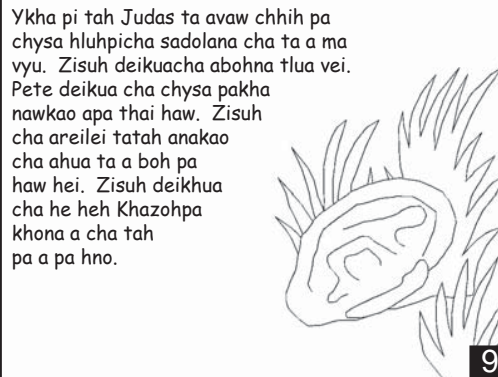 Ykha pi tah Judas ta avaw chhih pa
chysa hluhpicha sadolana cha ta a ma
vyu. Zisuh deikuacha abohna tlua vei.
Pete deikua cha chysa pakha
nawkao apa thai haw. Zisuh
cha areilei tatah anakao
cha ahua ta a boh pa
haw hei. Zisuh deikhua
cha he heh Khazohpa
khona a cha tah
pa a pa hno.
9